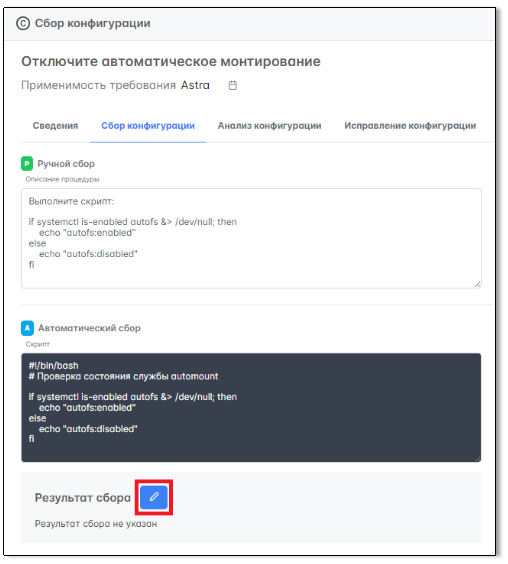 C Сбор конфигурации
Отключите автоматическое монтирование
Применимость требования Astra
Сведения Сбор конфигурации Анализ конфигурации Исправление конфигурации
Р Ручной сбор
Описание процедуры
Выполните скрипт:
if systemctl is-enabled autofs &> /dev/null; then
echo "autofs:enabled"
else
echo "autofs:disabled"
fi
А Автоматический сбор
Скрипт
#!/bin/bash
# Проверка состояния службы automount
if systemctl is-enabled autofs &> /dev/null; then
echo "autofs:enabled"
else
echo "autofs:disabled"
fi
Результат сбора
Результат сбора не указан